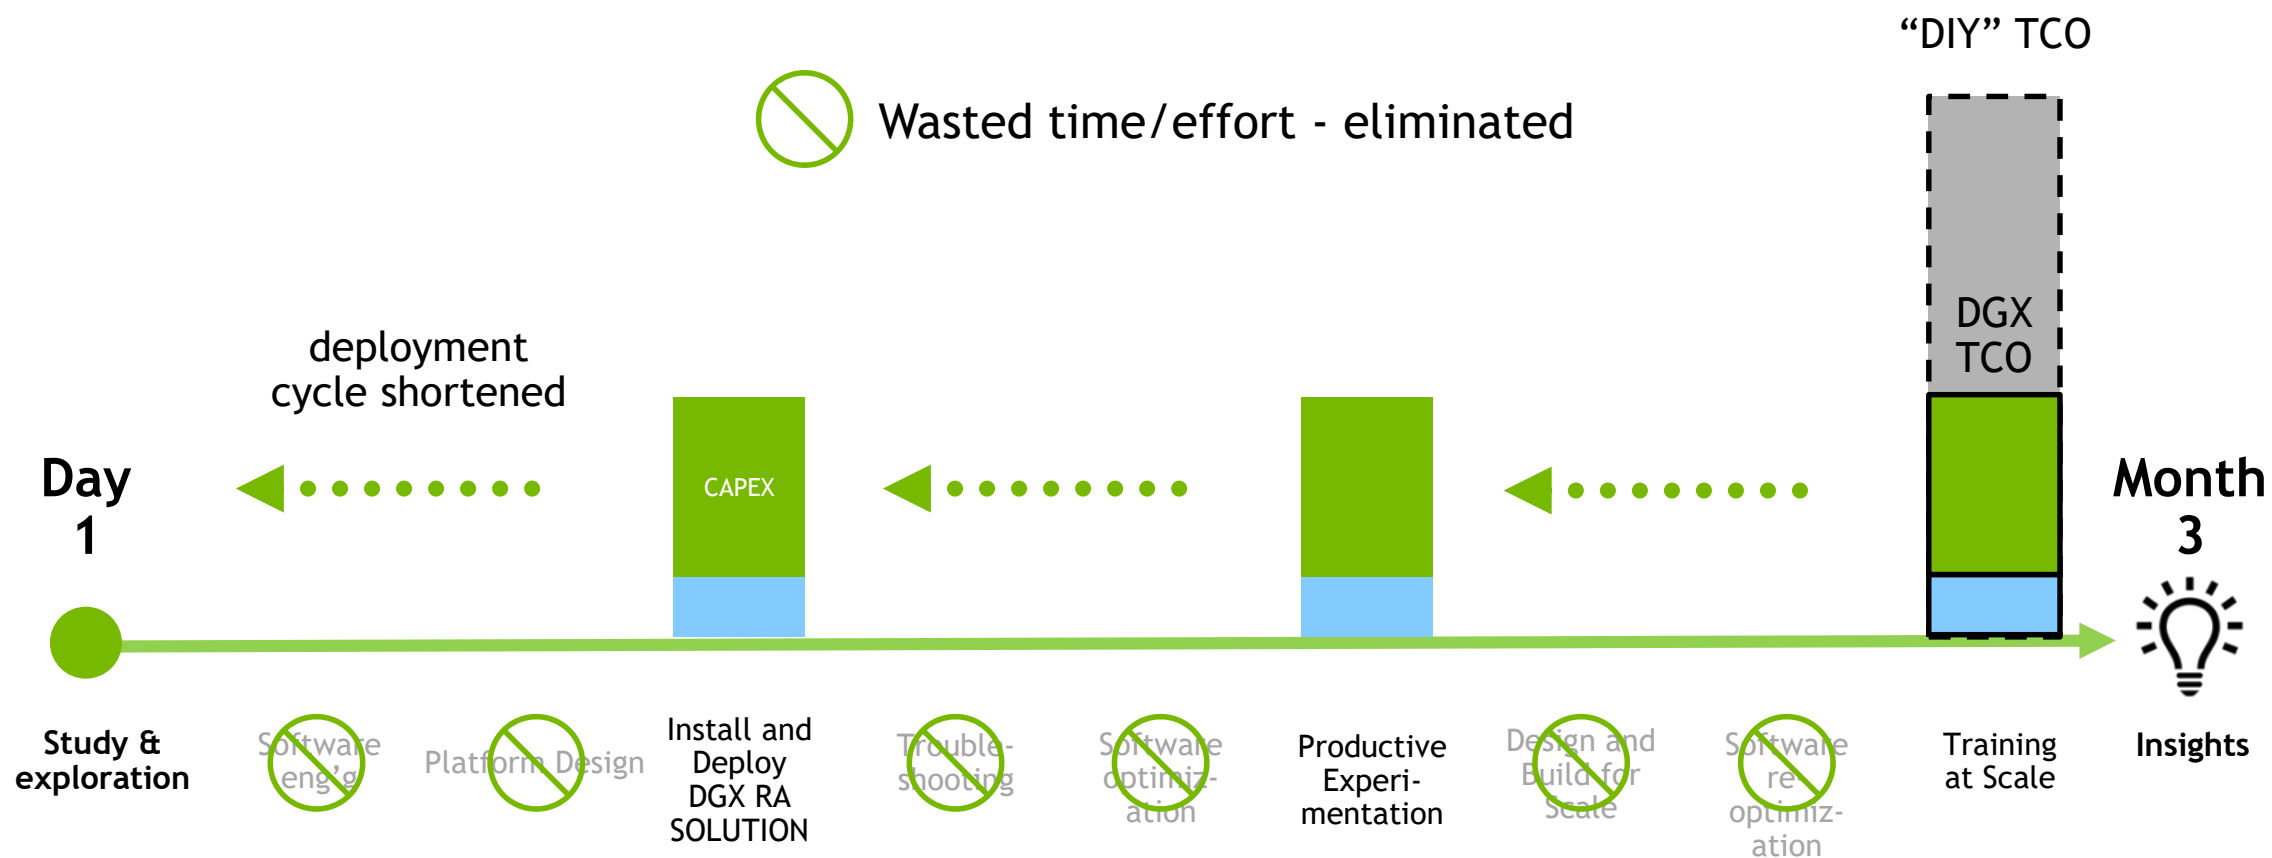 “DIY” TCO
Wasted time/effort - eliminated
DGX
TCO
deployment
cycle shortened
Day
1
CAPEX
Month
3
Study &
exploration
Software
eng’g
Platform Design
Install and
Deploy
DGX RA
SOLUTION
Trouble-
shooting
Software
optimiz-
ation
Productive
Experi-
mentation
Design and
Build for
Scale
Software
re-
optimiz-
ation
Training
at Scale
Insights